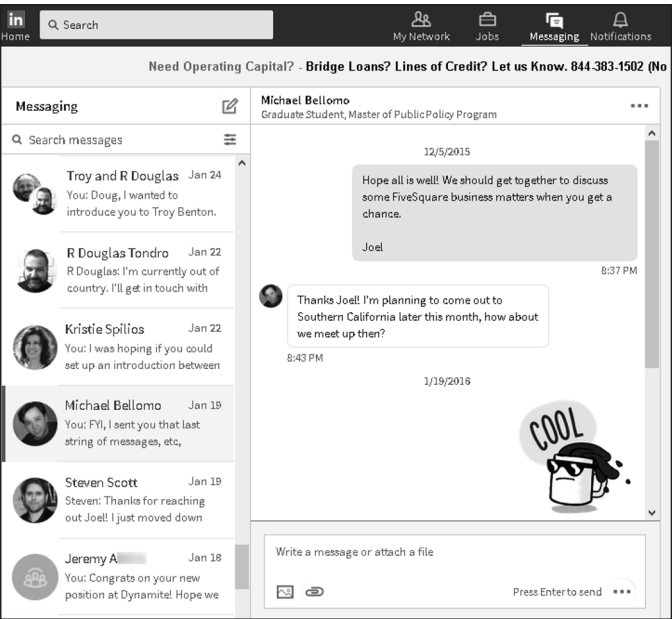 in
Home
Search
My Network
Jobs
Messaging
Notifications
Need Operating Capital? - Bridge Loans? Lines of Credit? Let us Know. 844-383-1502 (No
Messaging
Search messages
Troy and R Douglas Jan 24
You: Doug, I wanted to
introduce you to Troy Benton.
R Douglas Tondro Jan 22
R Douglas: I'm currently out of
country. I'll get in touch with
Kristie Spilios Jan 22
You: I was hoping if you could
set up an introduction between
Michael Bellomo Jan 19
You: FYI, I sent you that last
string of messages, etc,
Steven Scott Jan 19
Steven: Thanks for reaching
out Joel! I just moved down
Jeremy A Jan 18
You: Congrats on your new
position at Dynamite! Hope we
Michael Bellomo
Graduate Student, Master of Public Policy Program
12/5/2015
Hope all is well! We should get together to discuss
some FiveSquare business matters when you get a
chance.
Joel
8:37 PM
Thanks Joel! I'm planning to come out to
Southern California later this month, how about
we meet up then?
8:43 PM
1/19/2016
COOL
Write a message or attach a file
Press Enter to send